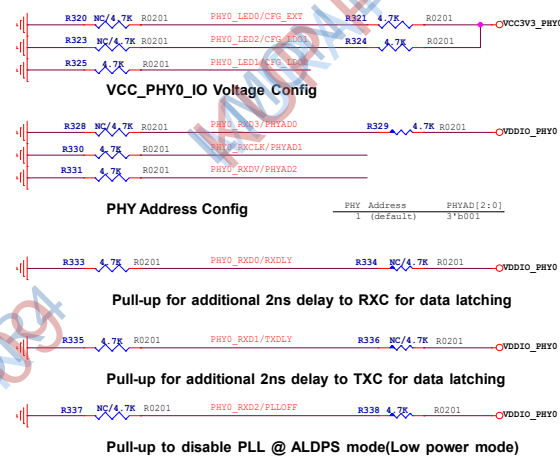 R320 NC/4.7K R0201 PHY0_LED0/CFG_EXT R321 4.7K R0201 VCC3V3_PHY0
R323 NC/4.7K R0201 PHY0_LED2/CFG_LDO1 R324 4.7K R0201
R325 4.7K R0201 PHY0_LED1/CFG_LDO0
VCC_PHY0_IO Voltage Config
R328 NC/4.7K R0201 PHY0_RXD3/PHYAD0 R329 4.7K R0201 VDDIO_PHY0
R330 4.7K R0201 PHY0_RXCLK/PHYAD1
R331 4.7K R0201 PHY0_RXDV/PHYAD2
PHY Address Config
PHY Address PHYAD[2:0]
1 (default) 3'b001
R333 4.7K R0201 PHY0_RXD0/RXDLY R334 NC/4.7K R0201 VDDIO_PHY0
Pull-up for additional 2ns delay to RXC for data latching
R335 4.7K R0201 PHY0_RXD1/TXDLY R336 NC/4.7K R0201 VDDIO_PHY0
Pull-up for additional 2ns delay to TXC for data latching
R337 NC/4.7K R0201 PHY0_RXD2/PLLOFF R338 4.7K R0201 VDDIO_PHY0
Pull-up to disable PLL @ ALDPS mode(Low power mode)